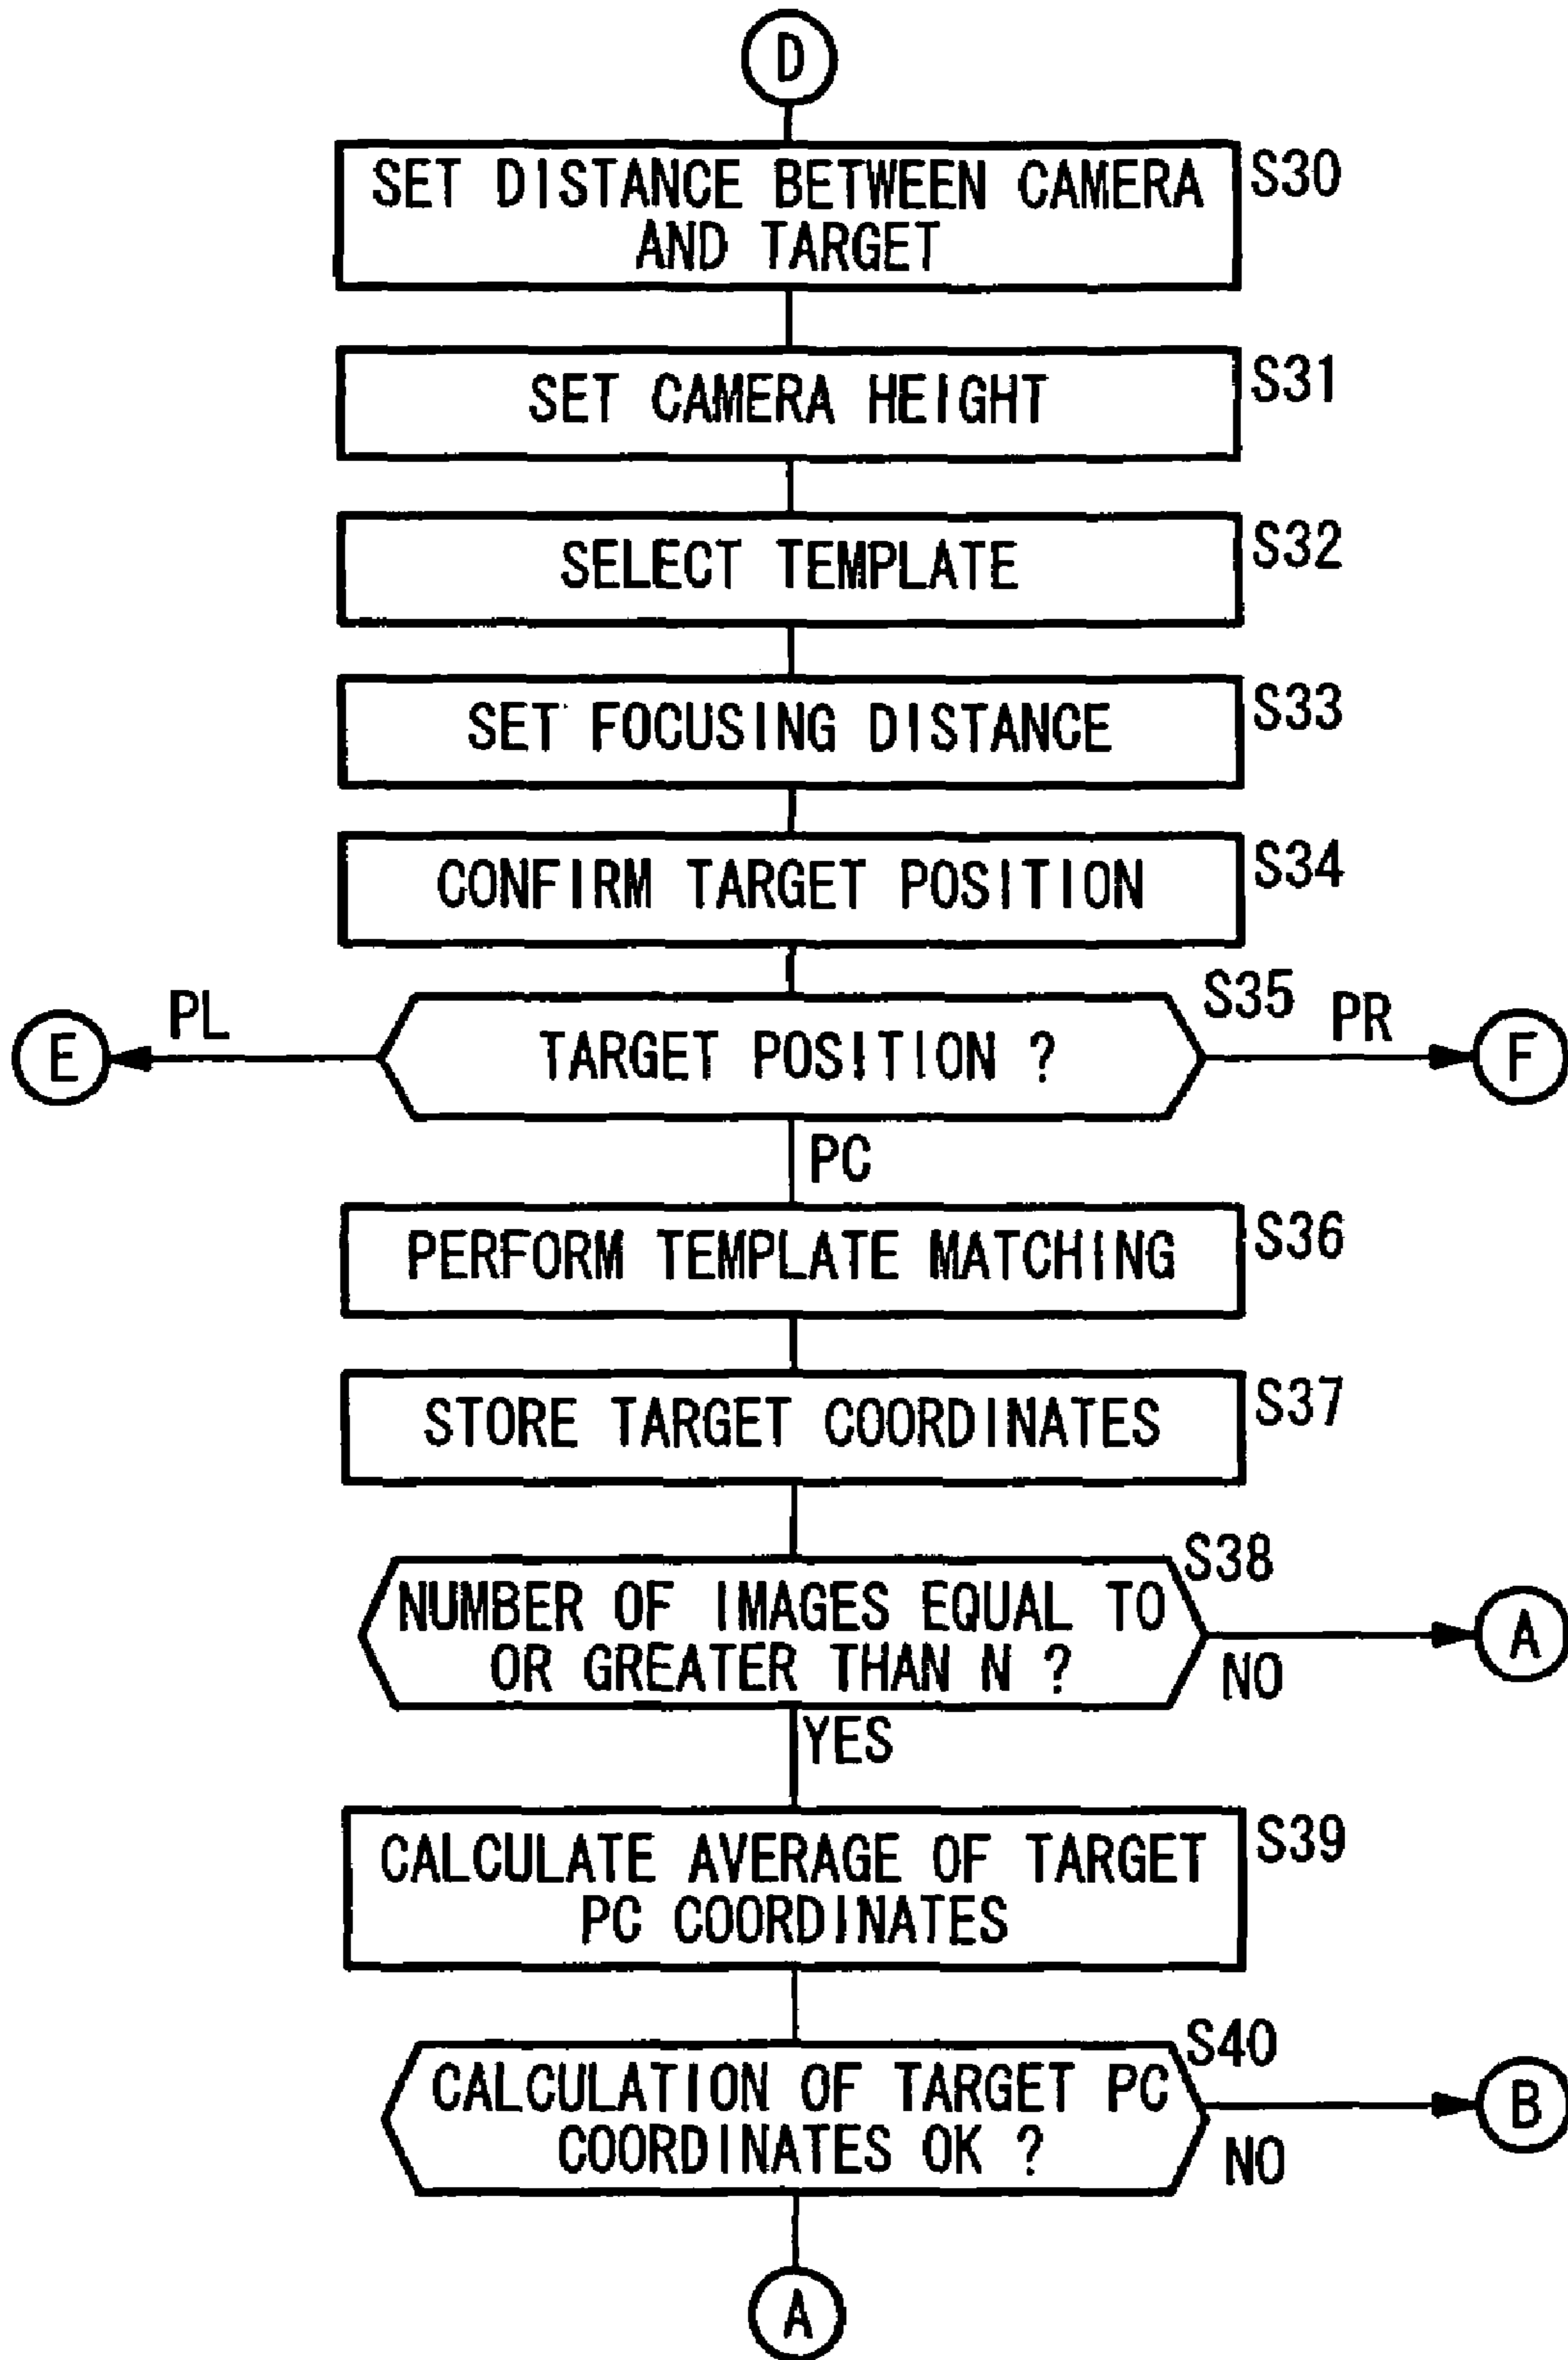 D
SET DISTANCE BETWEEN CAMERA
AND TARGET
S30
SET CAMERA HEIGHT
S31
SELECT TEMPLATE
S32
SET FOCUSING DISTANCE
S33
CONFIRM TARGET POSITION
S34
S35
E
PL
TARGET POSITION ?
PR
F
PC
PERFORM TEMPLATE MATCHING
S36
STORE TARGET COORDINATES
S37
S38
NUMBER OF IMAGES EQUAL TO
OR GREATER THAN N ?
NO
A
YES
CALCULATE AVERAGE OF TARGET
PC COORDINATES
S39
S40
CALCULATION OF TARGET PC
COORDINATES OK ?
NO
B
A